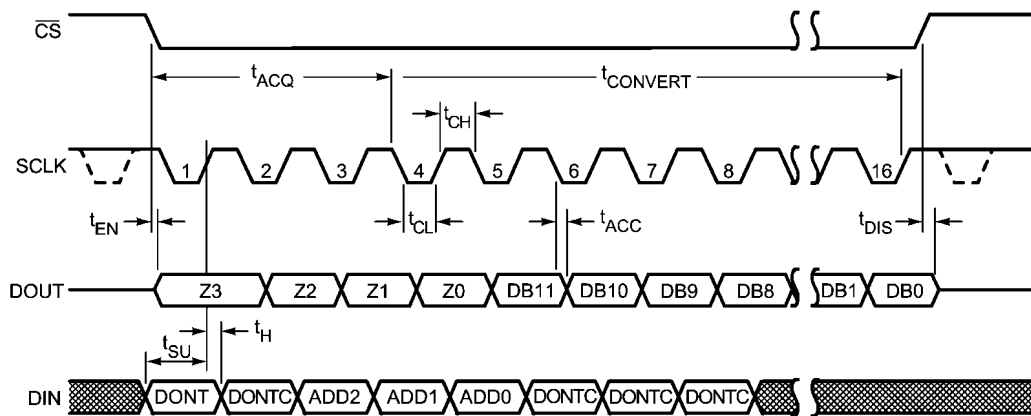 CS
tACQ
tCONVERT
tCH
SCLK
1 2 3 4 5 6 7 8 16
tEN
tCL
tACC
tDIS
DOUT
Z3 Z2 Z1 Z0 DB11 DB10 DB9 DB8 DB1 DB0
tSU
tH
DIN
DONT DONTC ADD2 ADD1 ADD0 DONTC DONTC DONTC